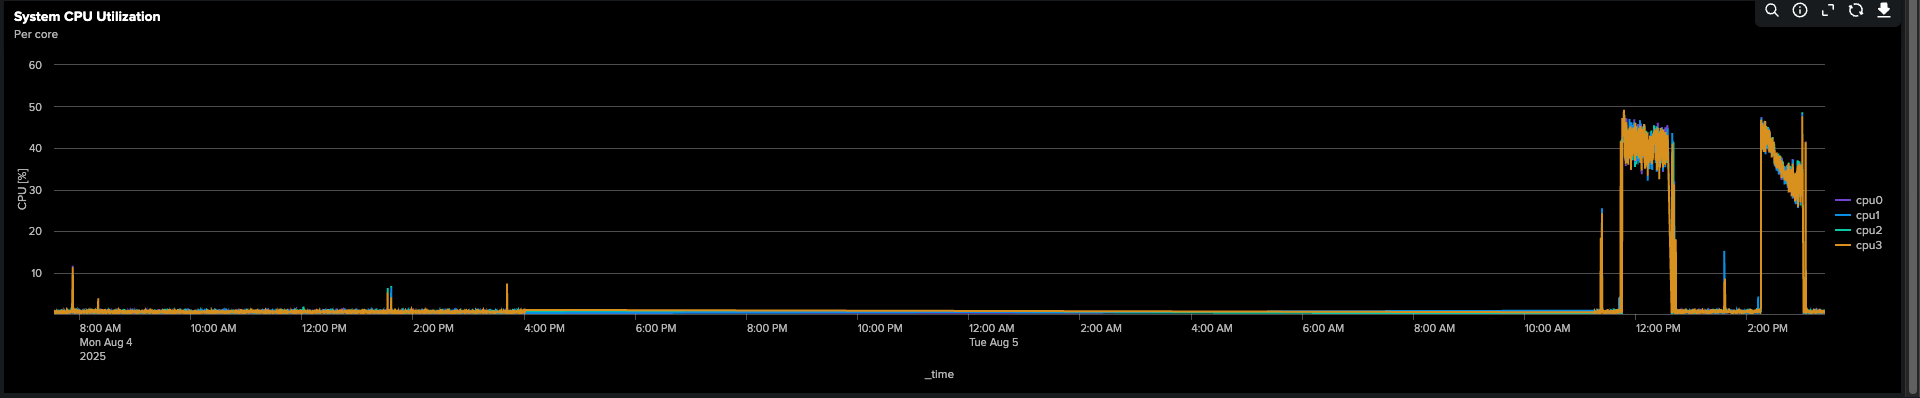 System CPU Utilization
Per core
60
50
40
30
20
10
CPU [%]
8:00 AM 10:00 AM 12:00 PM 2:00 PM 4:00 PM 6:00 PM 8:00 PM 10:00 PM 12:00 AM 2:00 AM 4:00 AM 6:00 AM 8:00 AM 10:00 AM 12:00 PM 2:00 PM
Mon Aug 4 Tue Aug 5
2025
_time
cpu0
cpu1
cpu2
cpu3